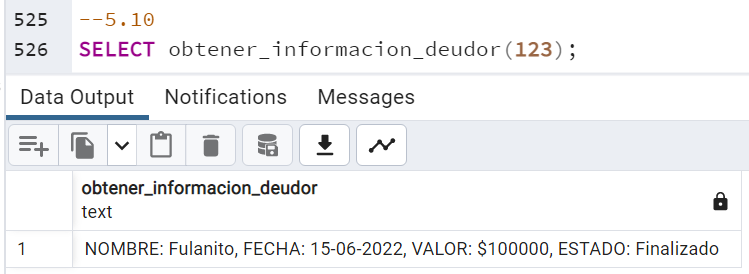 525 --5.10
526 SELECT obtener_informacion_deudor(123);
Data Output Notifications Messages
obtener_informacion_deudor
text
1 NOMBRE: Fulanito, FECHA: 15-06-2022, VALOR: $100000, ESTADO: Finalizado